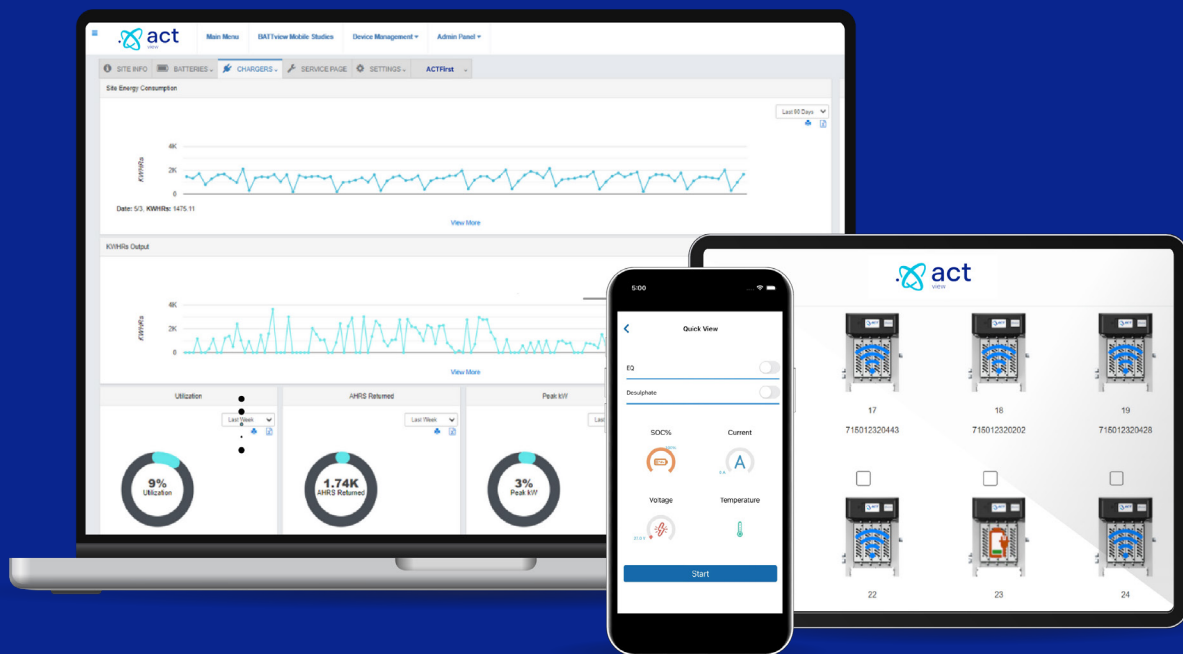 act
VIEW
Main Menu
BATTview Mobile Studies
Device Management
Admin Panel
SITE INFO
BATTERIES
CHARGERS
SERVICE PAGE
SETTINGS
ACTFirst
Site Energy Consumption
Last 90 Days
4K
2K
0
KWHRs
Date: 5/3, KWHRs: 1475.11
View More
KWHRs Output
4K
2K
0
KWHRs
View More
Utilization
Last Week
9%
Utilization
AHRS Returned
Last Week
1.74K
AHRS Returned
Peak kW
Las
3%
Peak kW
5:00
Quick View
EQ
Desulphate
SOC%
Current
A
Voltage
Temperature
Start
act
VIEW
17
18
19
715012320443
715012320202
715012320428
22
23
24